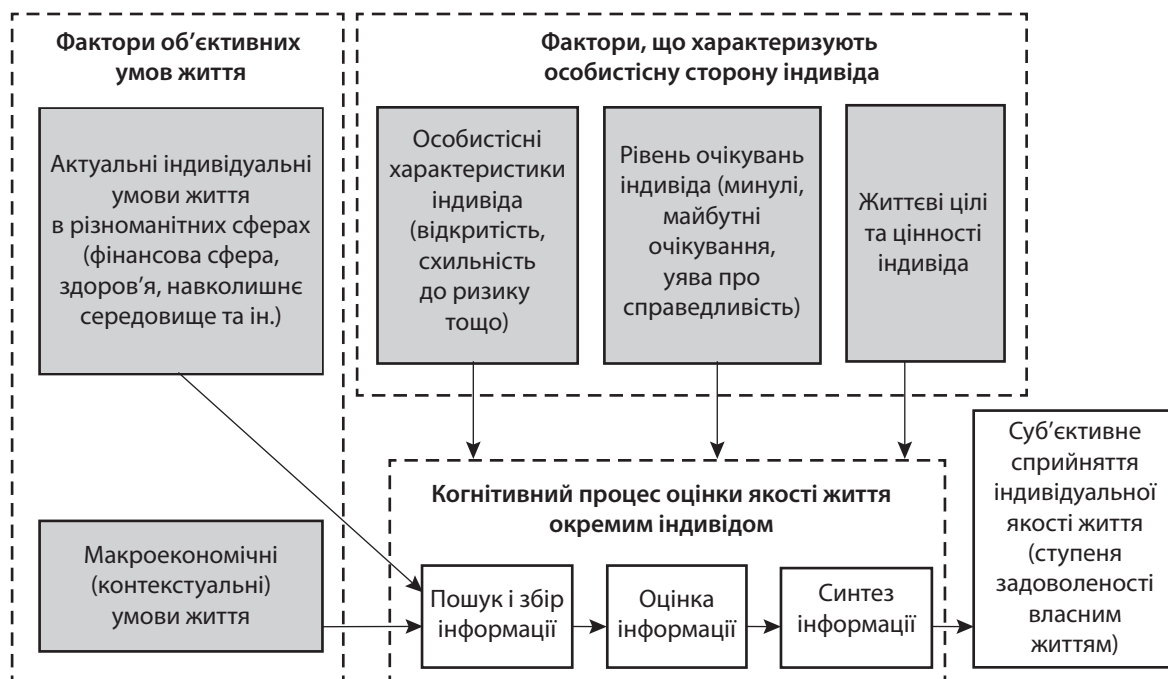 Фактори об’єктивних
умов життя
Актуальні індивідуальні
умови життя
в різноманітних сферах
(фінансова сфера,
здоров’я, навколишнє
середовище та ін.)
Макроекономічні
(контекстуальні)
умови життя
Фактори, що характеризують
особистісну сторону індивіда
Особистісні
характеристики
індивіда
(відкритість,
схильність
до ризику
тощо)
Рівень очікувань
індивіда (минулі,
майбутні
очікування,
уява про
справедливість)
Життєві цілі
та цінності
індивіда
Когнітивний процес оцінки якості життя
окремим індивідом
Пошук і збір
інформації
Оцінка
інформації
Синтез
інформації
Суб’єктивне
сприйняття
індивідуальної
якості життя
(ступеня
задоволеності
власним
життям)